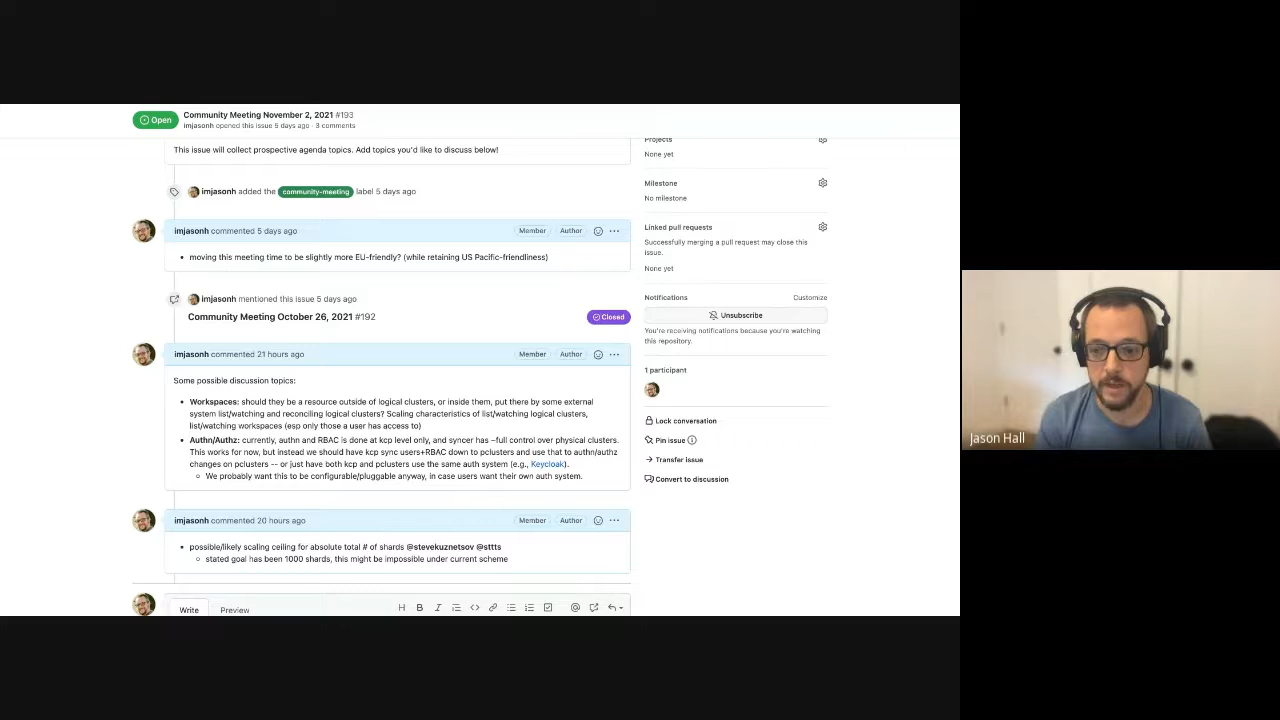 Open
Community Meeting November 2, 2021 #193
imjasonh opened this issue 5 days ago · 3 comments
This issue will collect prospective agenda topics. Add topics you'd like to discuss below!
imjasonh added the community-meeting label 5 days ago
imjasonh commented 5 days ago
Member
Author
moving this meeting time to be slightly more EU-friendly? (while retaining US Pacific-friendliness)
imjasonh mentioned this issue 5 days ago
Community Meeting October 26, 2021 #192
Closed
imjasonh commented 21 hours ago
Member
Author
Some possible discussion topics:
Workspaces: should they be a resource outside of logical clusters, or inside them, put there by some external
system list/watching and reconciling logical clusters? Scaling characteristics of list/watching logical clusters,
list/watching workspaces (esp only those a user has access to)
Authn/Authz: currently, authn and RBAC is done at kcp level only, and syncer has ~full control over physical clusters.
This works for now, but instead we should have kcp sync users+RBAC down to pclusters and use that to authn/authz
changes on pclusters -- or just have both kcp and pclusters use the same auth system (e.g., Keycloak).
We probably want this to be configurable/pluggable anyway, in case users want their own auth system.
imjasonh commented 20 hours ago
Member
Author
possible/likely scaling ceiling for absolute total # of shards @stevekuznetsov @sttts
stated goal has been 1000 shards, this might be impossible under current scheme
Write
Preview
Projects
None yet
Milestone
No milestone
Linked pull requests
Successfully merging a pull request may close this
issue.
None yet
Notifications
Customize
Unsubscribe
You're receiving notifications because you're watching
this repository.
1 participant
Lock conversation
Pin issue
Transfer issue
Convert to discussion
Jason Hall